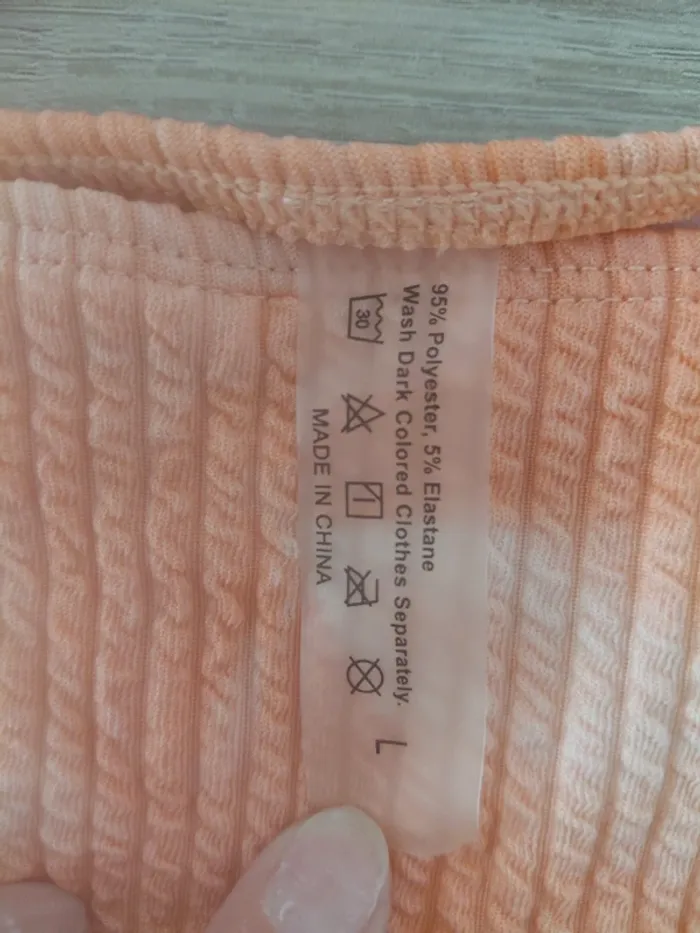 95% Polyester, 5% Elastane
Wash Dark Colored Clothes Separately.
30
L
MADE IN CHINA